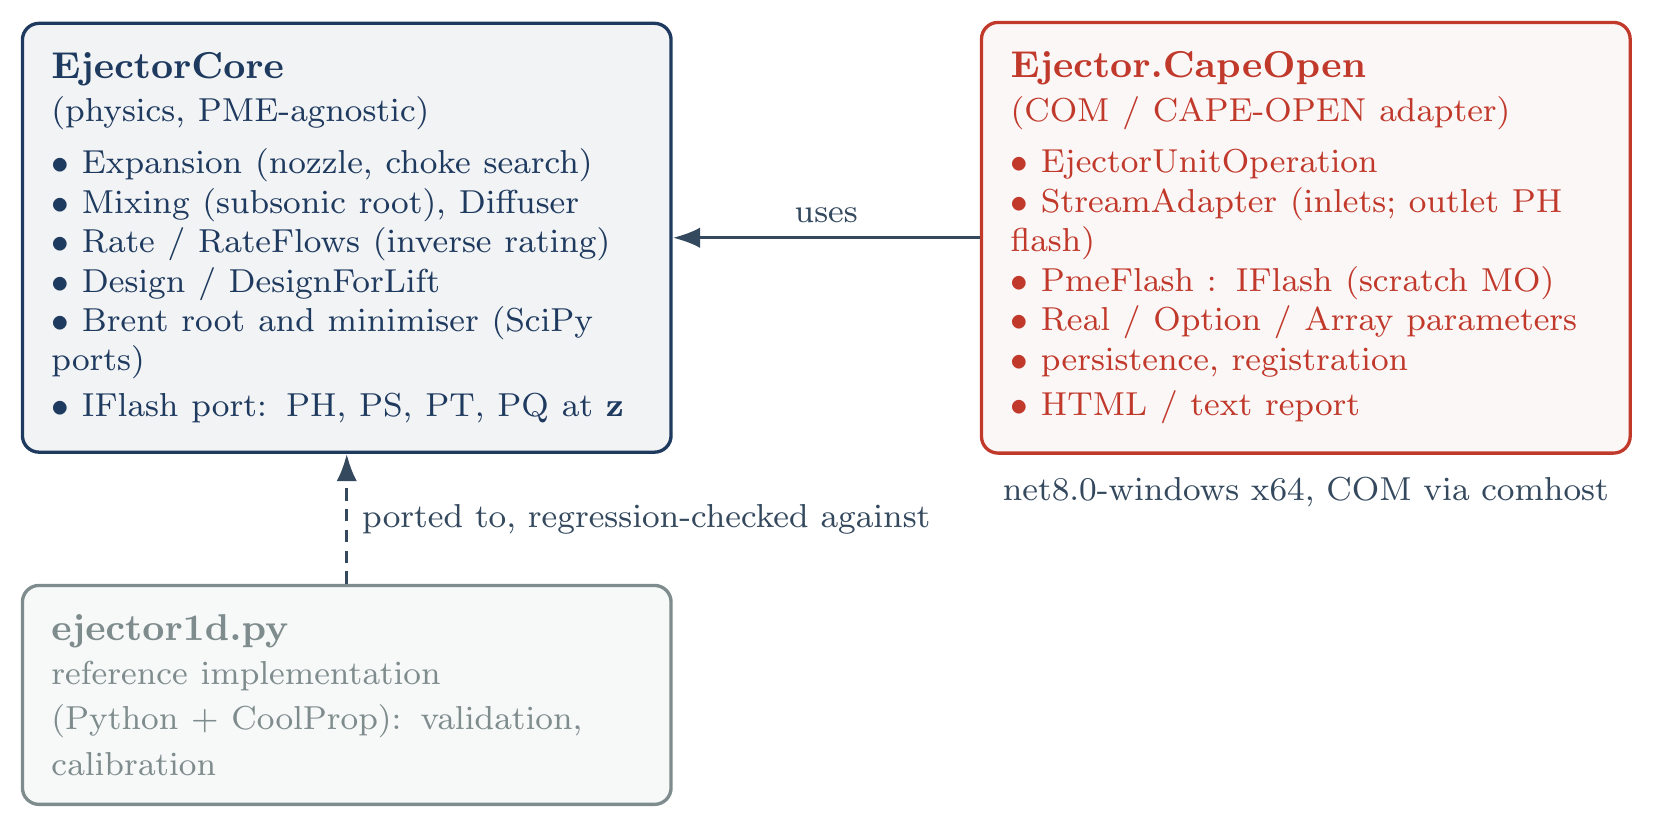 EjectorCore
(physics, PME-agnostic)
• Expansion (nozzle, choke search)
• Mixing (subsonic root), Diffuser
• Rate / RateFlows (inverse rating)
• Design / DesignForLift
• Brent root and minimiser (SciPy
ports)
• IFlash port: PH, PS, PT, PQ at z
uses
Ejector.CapeOpen
(COM / CAPE-OPEN adapter)
• EjectorUnitOperation
• StreamAdapter (inlets; outlet PH
flash)
• PmeFlash : IFlash (scratch MO)
• Real / Option / Array parameters
• persistence, registration
• HTML / text report
net8.0-windows x64, COM via comhost
ported to, regression-checked against
ejector1d.py
reference implementation
(Python + CoolProp): validation,
calibration